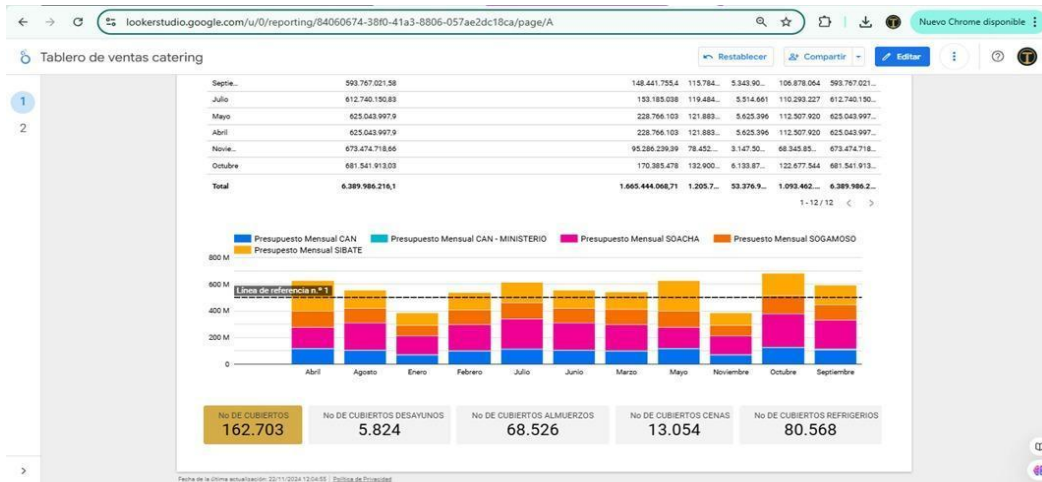 lookerstudio.google.com/u/0/reporting/84060674-38f0-41a3-8806-057ae2dc18ca/page/A
Nuevo Chrome disponible
Tablero de ventas catering
Restablecer
Compartir
Editar
1
2
Septie... 593.767.021,58 148.441.755,4 115.784... 5.343.90... 106.878.064 593.767.021...
Julio 612.740.150,83 153.185.038 119.484... 5.514.661 110.293.227 612.740.150...
Mayo 625.043.997,9 228.766.103 121.883... 5.625.396 112.507.920 625.043.997...
Abril 625.043.997,9 228.766.103 121.883... 5.625.396 112.507.920 625.043.997...
Novie... 673.474.718,66 95.286.239,39 78.452.... 3.147.50... 68.345.85... 673.474.718...
Octubre 681.541.913,03 170.385.478 132.900... 6.133.87... 122.677.544 681.541.913...
Total 6.389.986.216,1 1.665.444.068,71 1.205.7... 53.376.9... 1.093.462.... 6.389.986.2...
1 - 12 / 12
Presupuesto Mensual CAN Presupuesto Mensual CAN - MINISTERIO Presupuesto Mensual SOACHA Presuesto Mensual SOGAMOSO
Presupesto Mensual SIBATE
800 M
600 M
Línea de referencia n.º 1
400 M
200 M
0
Abril Agosto Enero Febrero Julio Junio Marzo Mayo Noviembre Octubre Septiembre
No DE CUBIERTOS
162.703
No DE CUBIERTOS DESAYUNOS
5.824
No DE CUBIERTOS ALMUERZOS
68.526
No DE CUBIERTOS CENAS
13.054
No DE CUBIERTOS REFRIGERIOS
80.568
Fecha de la última actualización: 22/11/2024 12:04:55 | Política de Privacidad